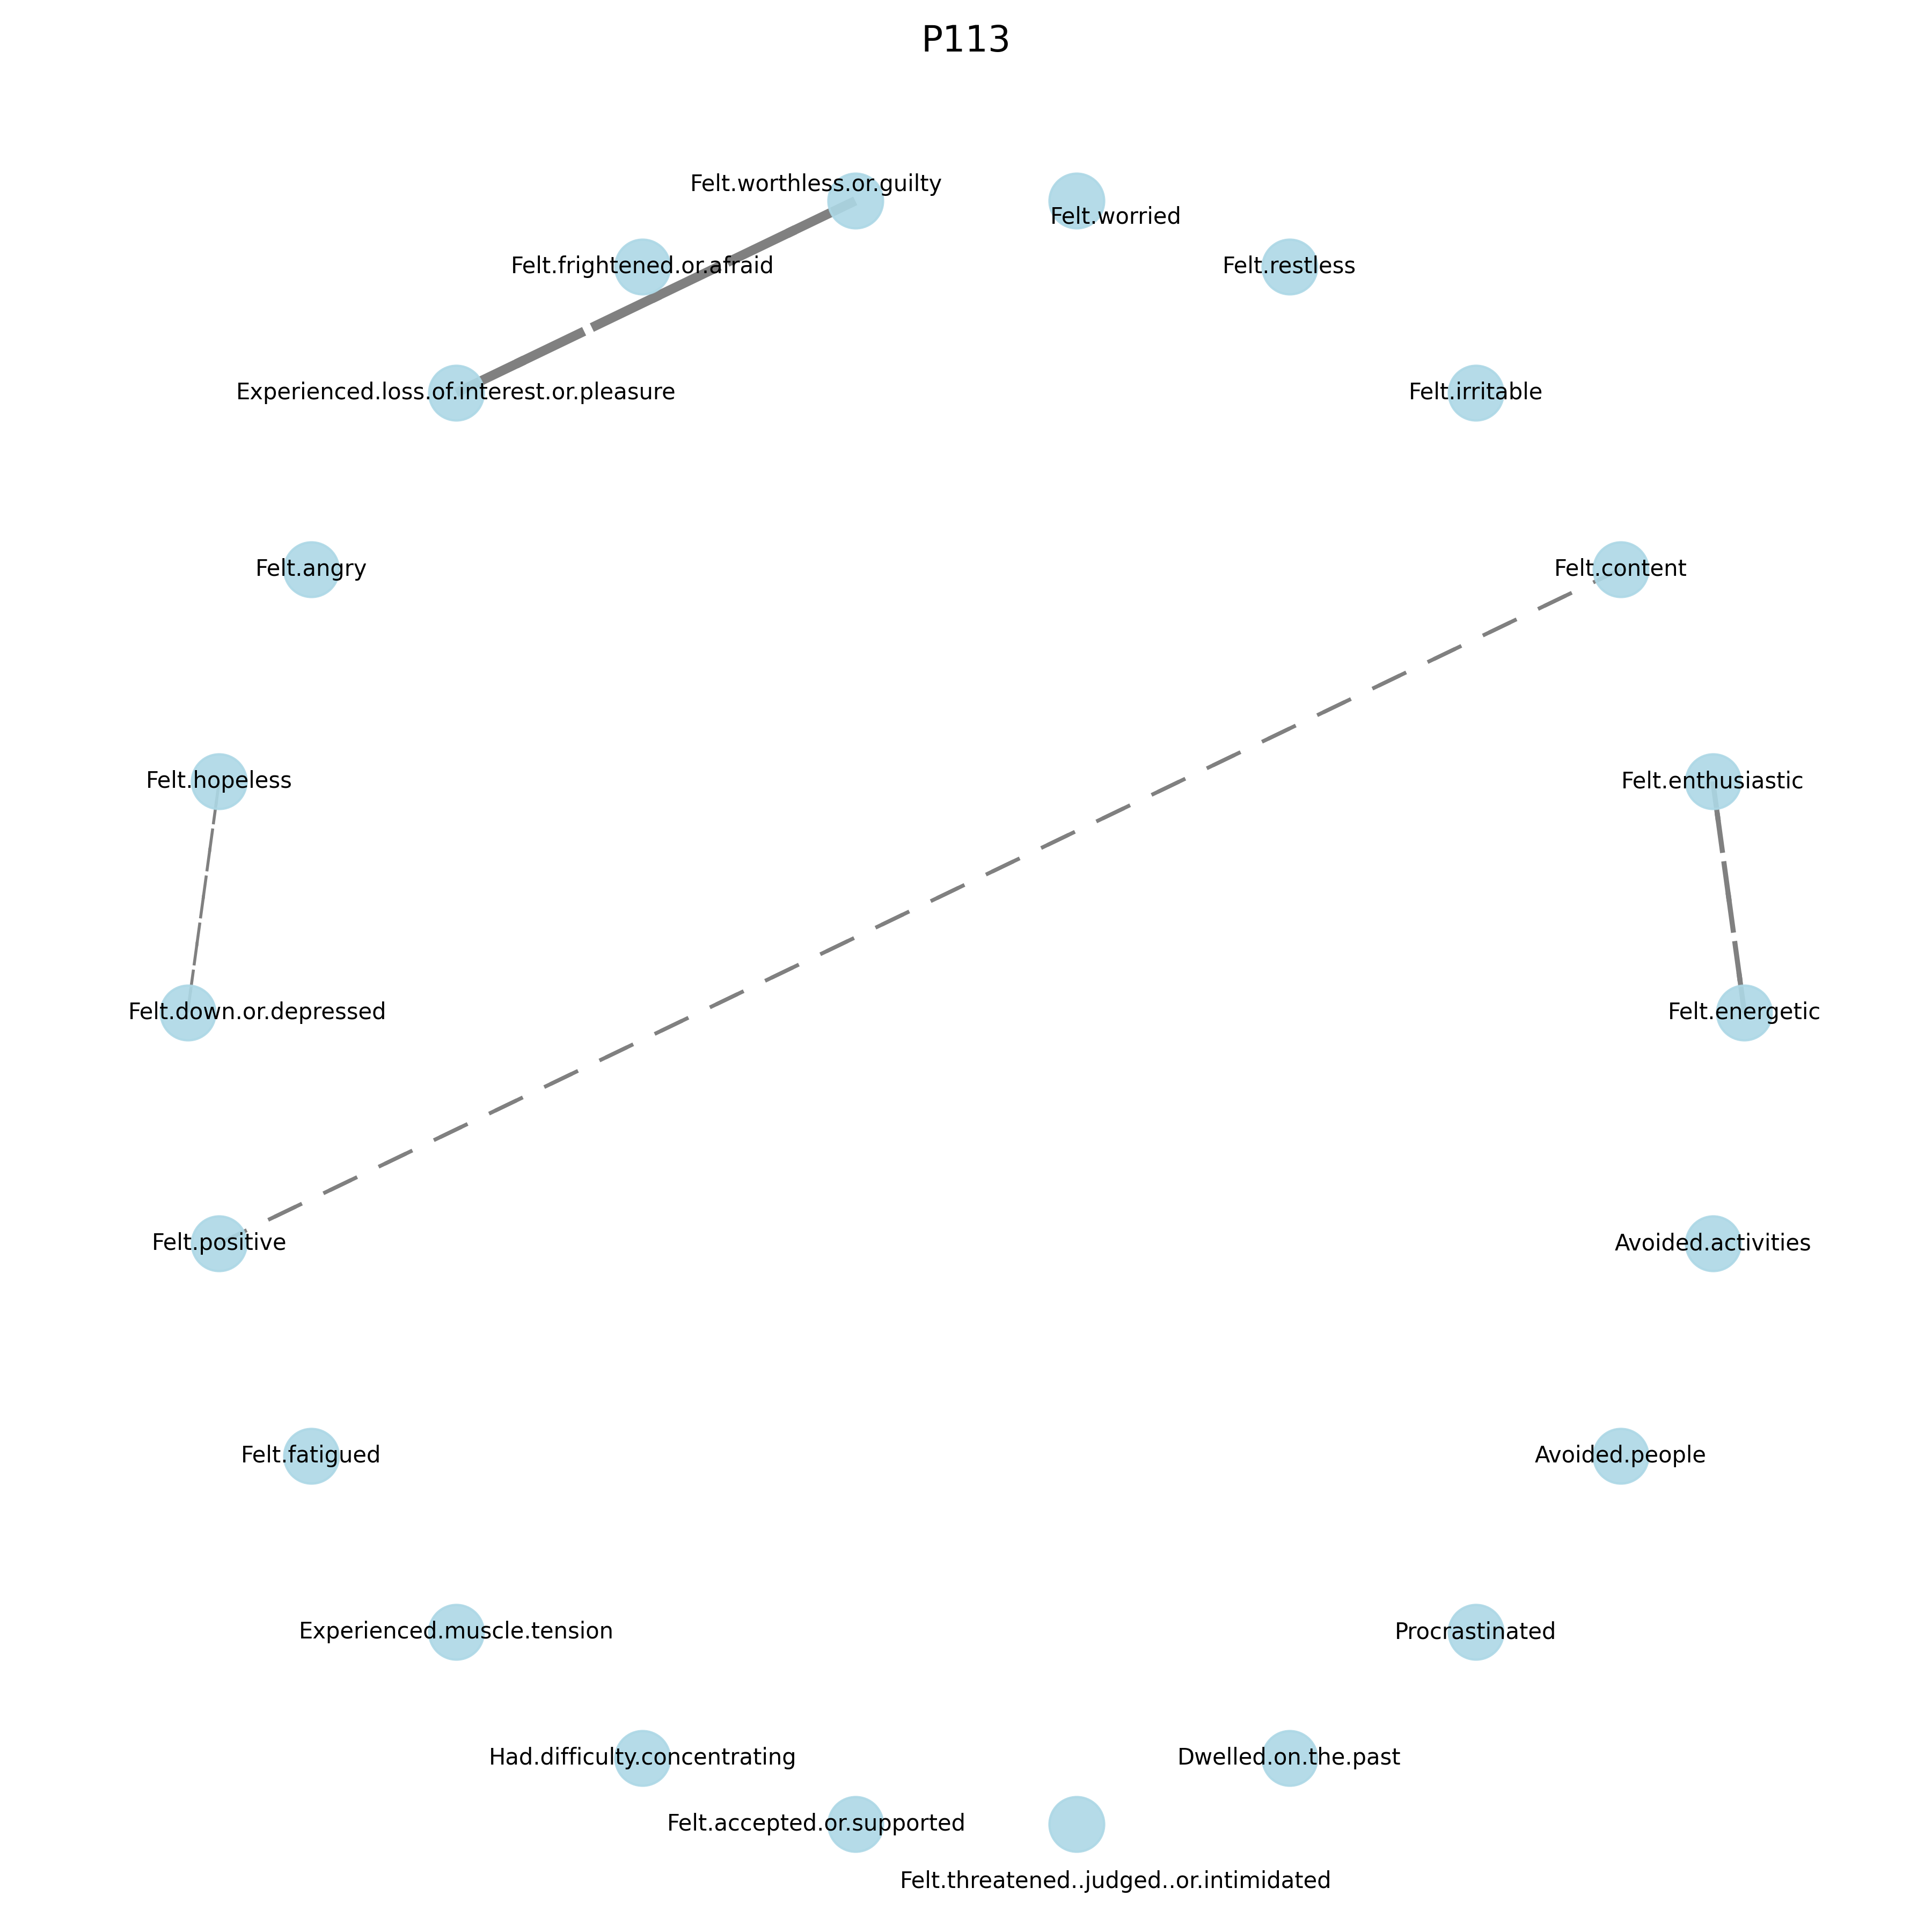 P113
Felt.worthless.or.guilty
Felt.worried
Felt.frightened.or.afraid
Felt.restless
Experienced.loss.of.interest.or.pleasure
Felt.irritable
Felt.angry
Felt.content
Felt.hopeless
Felt.enthusiastic
Felt.down.or.depressed
Felt.energetic
Felt.positive
Avoided.activities
Felt.fatigued
Avoided.people
Experienced.muscle.tension
Procrastinated
Had.difficulty.concentrating
Dwelled.on.the.past
Felt.accepted.or.supported
Felt.threatened..judged..or.intimidated